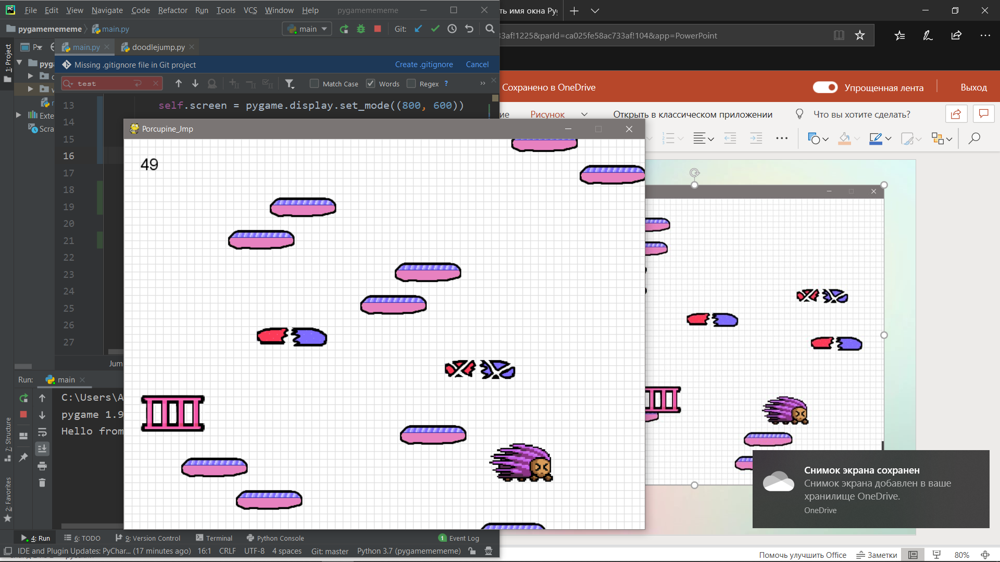 File Edit View Navigate Code Refactor Run Tools VCS Window Help pygamemememe
ть имя окна Pyg
pygamemememe main.py
main
Git:
33af!1225&parId=ca025fe58ac733af!104&app=PowerPoint
1: Project
main.py doodlejump.py
Missing .gitignore file in Git project
Create .gitignore Cancel
test
Match Case Words Regex ?
Exte
Scra
13 self.screen = pygame.display.set_mode((800, 600))
14
15
16
17
18
19
20
21
22
23
24
25
26
27
Jum
Сохранено в OneDrive
Упрощенная лента
Выход
Рисунок
Открыть в классическом приложении
Что вы хотите сделать?
Porcupine_Jmp
49
Run: main
C:\Users\A
pygame 1.9
Hello from
7: Structure
2: Favorites
Снимок экрана сохранен
Снимок экрана добавлен в ваше
хранилище OneDrive.
OneDrive
4: Run 6: TODO 9: Version Control Terminal Python Console 1 Event Log
IDE and Plugin Updates: PyChar... (17 minutes ago) 16:1 CRLF UTF-8 4 spaces Git: master Python 3.7 (pygamemememe)
Помочь улучшить Office Заметки 80%